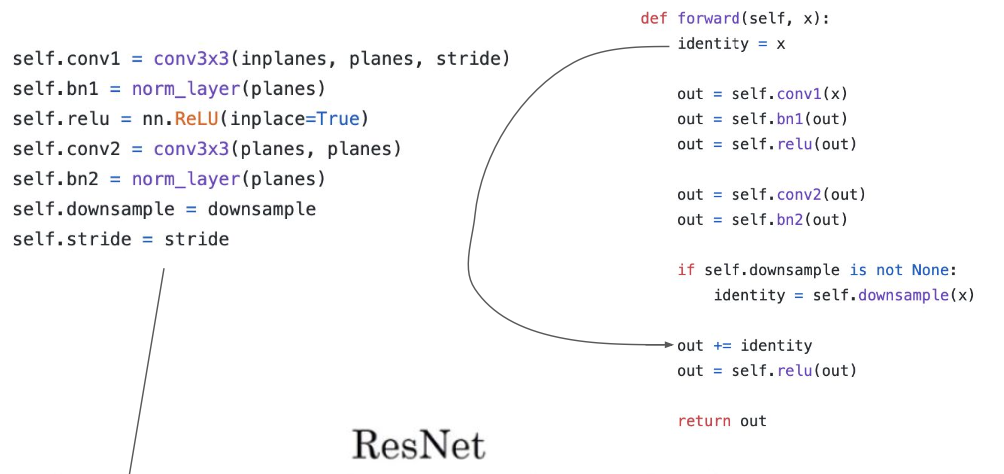 self.conv1 = conv3x3(inplanes, planes, stride)
self.bn1 = norm_layer(planes)
self.relu = nn.ReLU(inplace=True)
self.conv2 = conv3x3(planes, planes)
self.bn2 = norm_layer(planes)
self.downsample = downsample
self.stride = stride
def forward(self, x):
identity = x
out = self.conv1(x)
out = self.bn1(out)
out = self.relu(out)
out = self.conv2(out)
out = self.bn2(out)
if self.downsample is not None:
identity = self.downsample(x)
out += identity
out = self.relu(out)
return out
ResNet